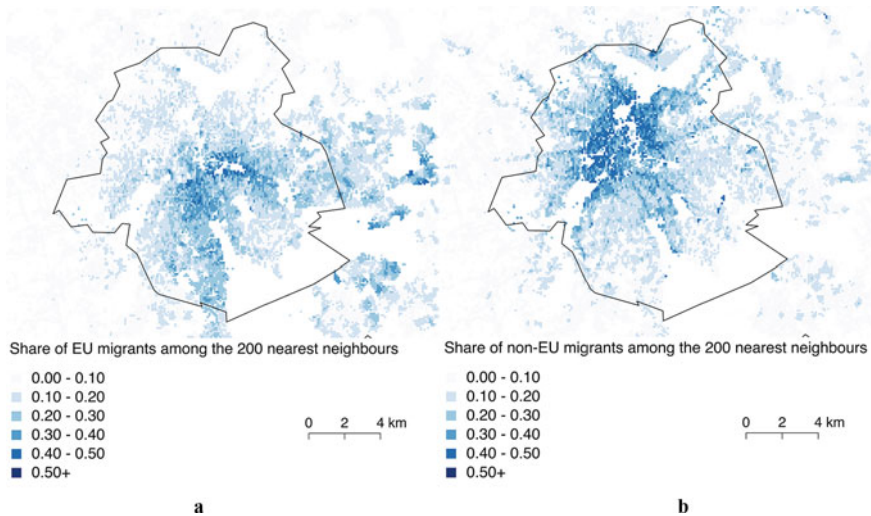 Share of EU migrants among the 200 nearest neighbours
0.00 - 0.10
0.10 - 0.20
0.20 - 0.30
0.30 - 0.40
0.40 - 0.50
0.50+
0 2 4 km
a
Share of non-EU migrants among the 200 nearest neighbours
0.00 - 0.10
0.10 - 0.20
0.20 - 0.30
0.30 - 0.40
0.40 - 0.50
0.50+
0 2 4 km
b